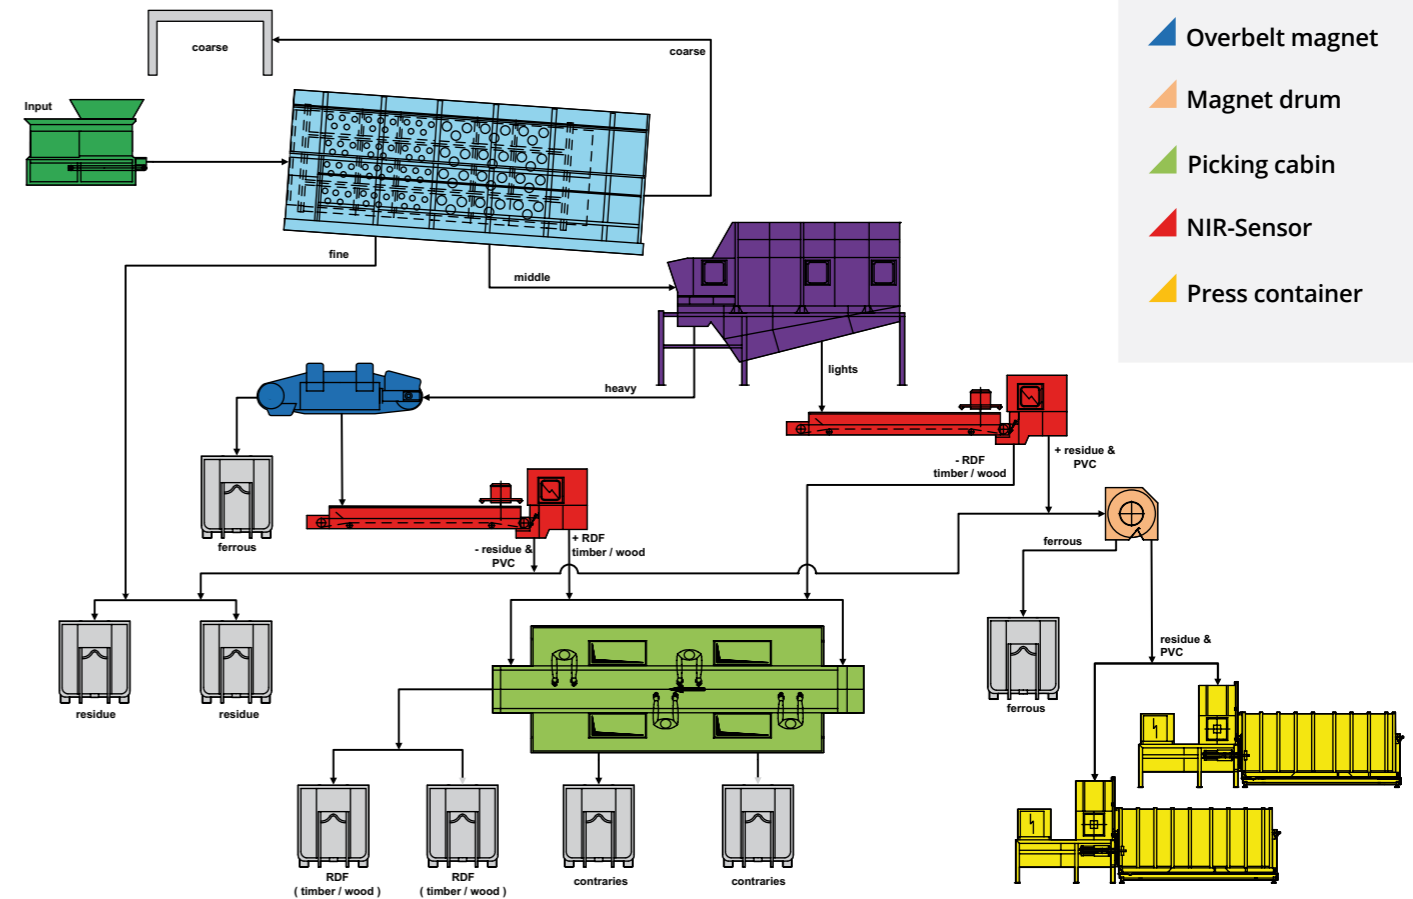 coarse
coarse
Input
Overbelt magnet
Magnet drum
Picking cabin
NIR-Sensor
Press container
fine
middle
lights
heavy
- RDF
timber / wood
+ residue &
PVC
ferrous
- residue &
PVC
+ RDF
timber / wood
ferrous
residue &
PVC
residue
residue
ferrous
RDF
( timber / wood )
RDF
( timber / wood )
contraries
contraries